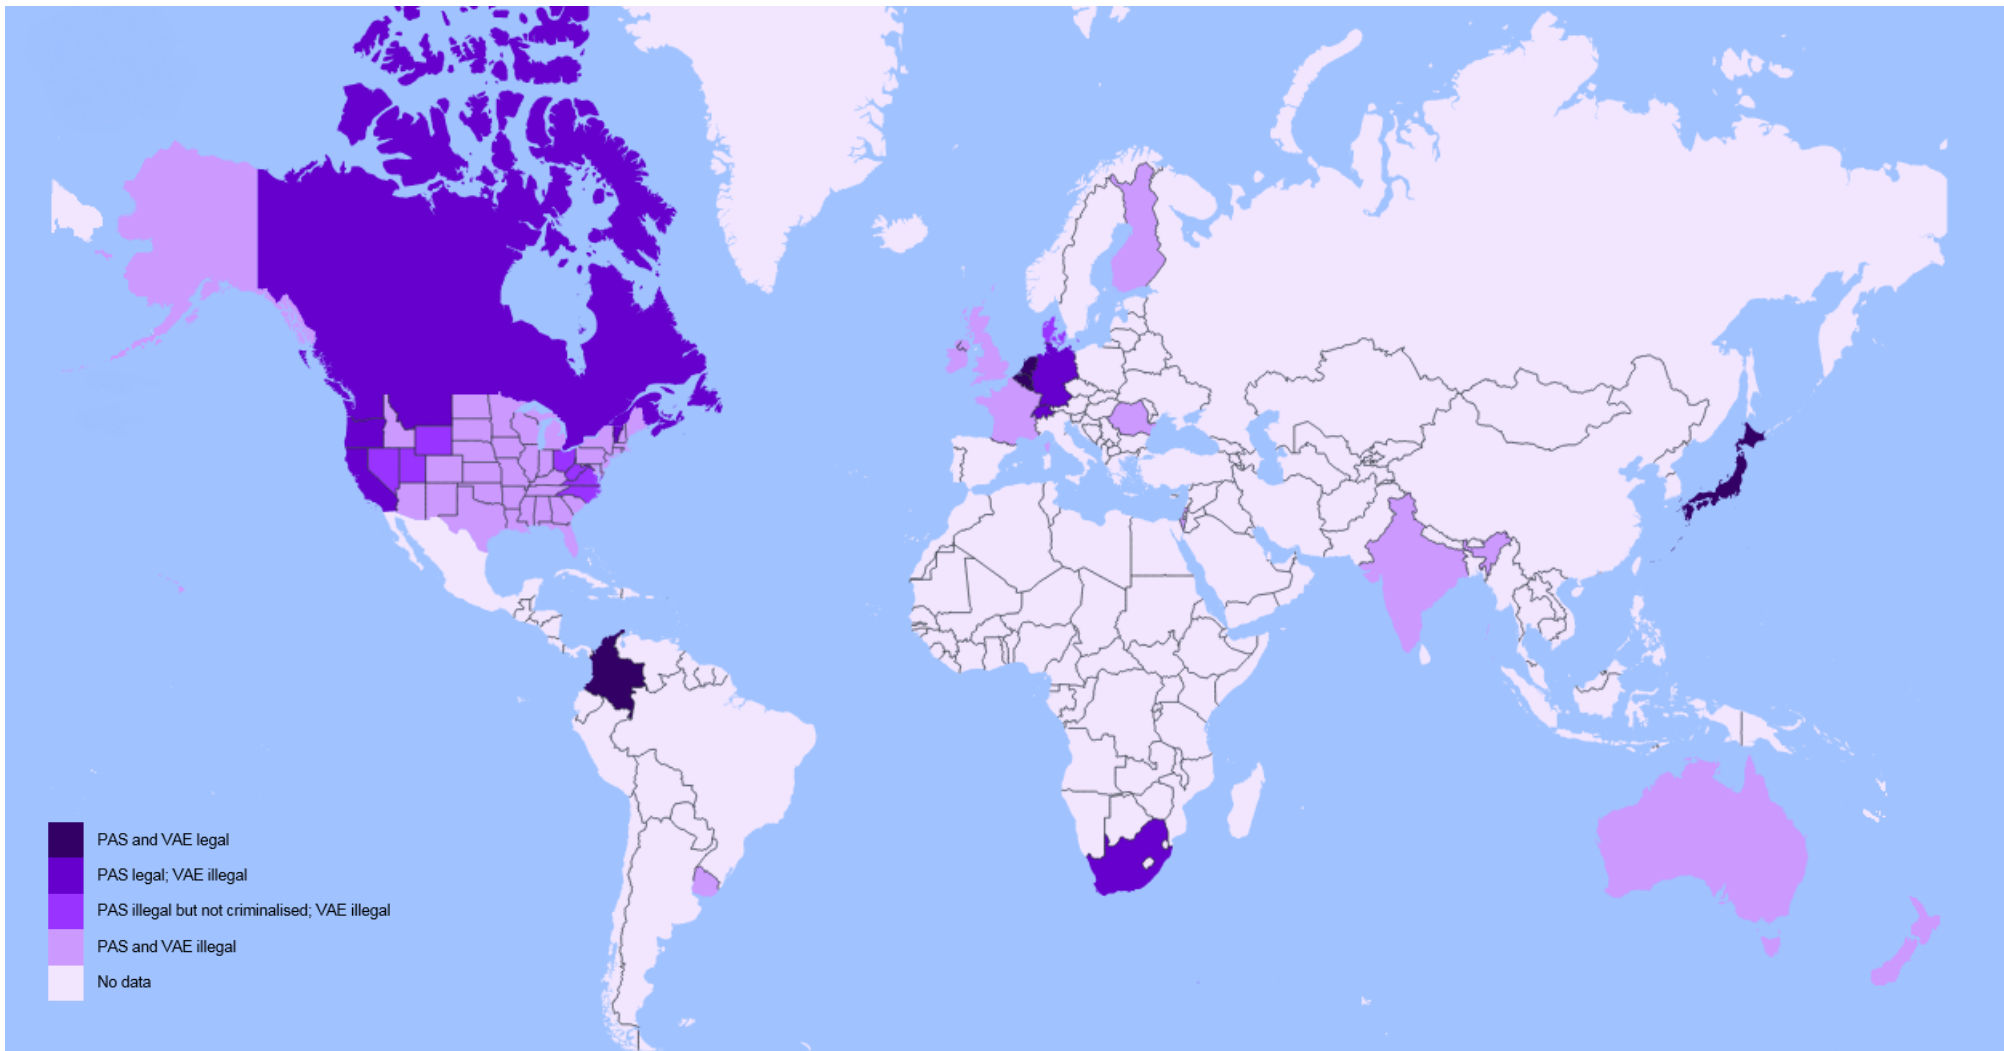 PAS and VAE legal
PAS legal; VAE illegal
PAS illegal but not criminalised; VAE illegal
PAS and VAE illegal
No data